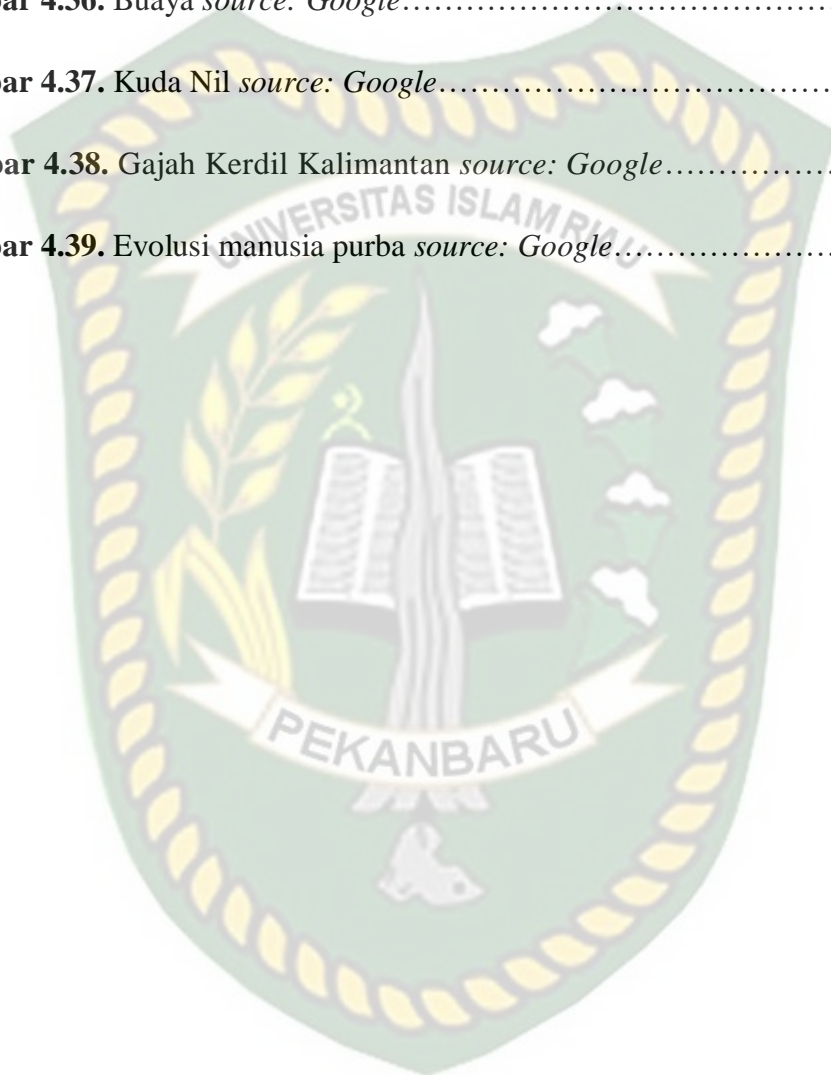 ar 4.36. Buaya source: Google……………………………………
ar 4.37. Kuda Nil source: Google…………………………………
ar 4.38. Gajah Kerdil Kalimantan source: Google………………
ar 4.39. Evolusi manusia purba source: Google……………………
UNIVERSITAS ISLAM RIAU
PEKANBARU